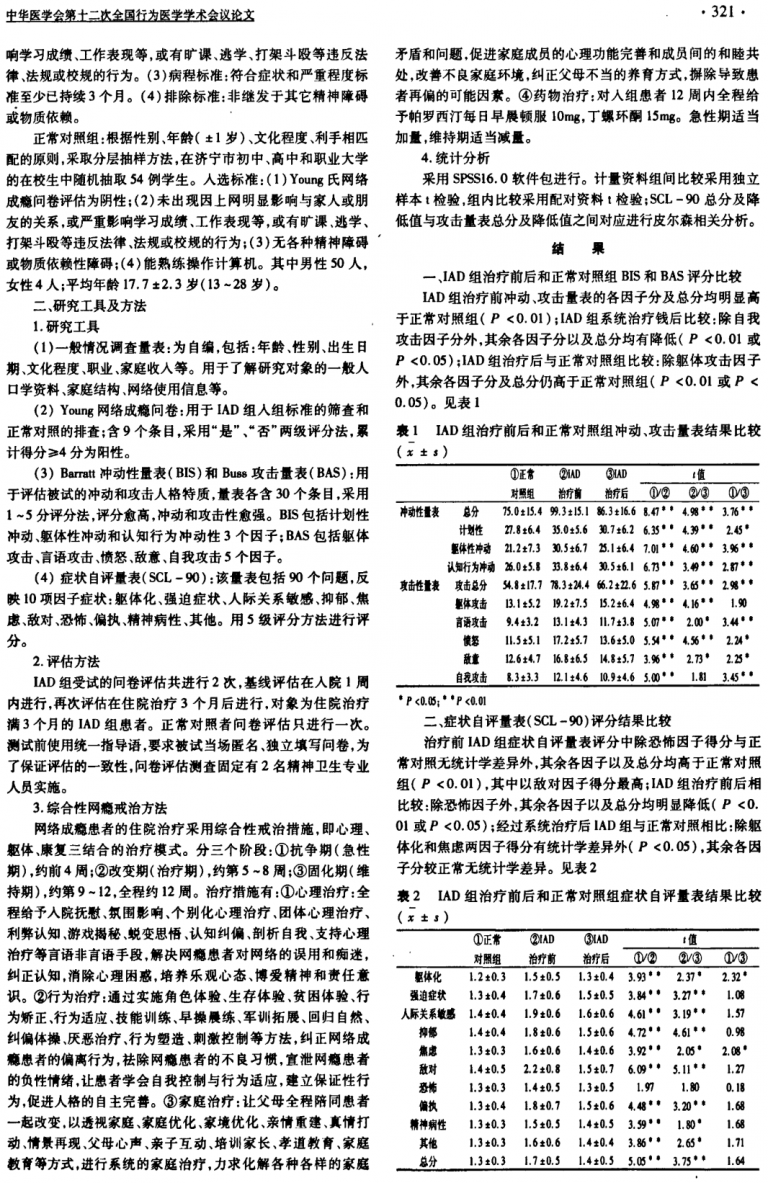 中华医学会第十二次全国行为医学学术会议论文
·321·
响学习成绩、工作表现等,或有旷课、逃学、打架斗殴等违反法
律、法规或校规的行为。(3)病程标准:符合症状和严重程度标
准至少已持续3个月。(4)排除标准:非继发于其它精神障碍
或物质依赖。
正常对照组:根据性别、年龄(±1岁)、文化程度、利手相匹
配的原则,采取分层抽样方法,在济宁市初中、高中和职业大学
的在校生中随机抽取54例学生。入选标准:(1)Young氏网络
成瘾问卷评估为阴性;(2)未出现因上网明显影响与家人或朋
友的关系,或严重影响学习成绩、工作表现等,或有旷课、逃学、
打架斗殴等违反法律、法规或校规的行为;(3)无各种精神障碍
或物质依赖性障碍;(4)能熟练操作计算机。其中男性50人,
女性4人;平均年龄17.7±2.3岁(13~28岁)。
二、研究工具及方法
1.研究工具
(1)一般情况调查量表:为自编,包括:年龄、性别、出生日
期、文化程度、职业、家庭收入等。用于了解研究对象的一般人
口学资料、家庭结构、网络使用信息等。
(2) Young网络成瘾问卷:用于IAD组入组标准的筛查和
正常对照的排查;含9个条目,采用“是”、“否”两级评分法,累
计得分≥4分为阳性。
(3) Barratt冲动性量表(BIS)和Buss攻击量表(BAS):用
于评估被试的冲动和攻击人格特质,量表各含30个条目,采用
1~5分评分法,评分愈高,冲动和攻击性愈强。BIS包括计划性
冲动、躯体性冲动和认知行为冲动性3个因子;BAS包括躯体
攻击、言语攻击、愤怒、敌意、自我攻击5个因子。
(4) 症状自评量表(SCL-90):该量表包括90个问题,反
映10项因子症状:躯体化、强迫症状、人际关系敏感、抑郁、焦
虑、敌对、恐怖、偏执、精神病性、其他。用5级评分方法进行评
分。
2.评估方法
IAD组受试的问卷评估共进行2次,基线评估在入院1周
内进行,再次评估在住院治疗3个月后进行,对象为住院治疗
满3个月的IAD组患者。正常对照者问卷评估只进行一次。
测试前使用统一指导语,要求被试当场匿名、独立填写问卷,为
了保证评估的一致性,问卷评估测查固定有2名精神卫生专业
人员实施。
3.综合性网瘾戒治方法
网络成瘾患者的住院治疗采用综合性戒治措施,即心理、
躯体、康复三结合的治疗模式。分三个阶段:①抗争期(急性
期),约前4周;②改变期(治疗期),约第5~8周;③固化期(维
持期),约第9~12,全程约12周。治疗措施有:①心理治疗:全
程给予入院抚慰、氛围影响、个别化心理治疗、团体心理治疗、
利弊认知、游戏揭秘、蜕变思悟、认知纠偏、剖析自我、支持心理
治疗等言语非言语手段,解决网瘾患者对网络的误用和痴迷,
纠正认知,消除心理困惑,培养乐观心态、博爱精神和责任意
识。②行为治疗:通过实施角色体验、生存体验、贫困体验、行
为矫正、行为适应、技能训练、早操晨练、军训拓展、回归自然、
纠偏体操、厌恶治疗、行为塑造、刺激控制等方法,纠正网络成
瘾患者的偏离行为,祛除网瘾患者的不良习惯,宣泄网瘾患者
的负性情绪,让患者学会自我控制与行为适应,建立保证性行
为,促进人格的自主完善。③家庭治疗:让父母全程陪同患者
一起改变,以透视家庭、家庭优化、家境优化、亲情重建、真情打
动、情景再现、父母心声、亲子互动、培训家长、孝道教育、家庭
教育等方式,进行系统的家庭治疗,力求化解各种各样的家庭
矛盾和问题,促进家庭成员的心理功能完善和成员间的和睦共
处,改善不良家庭环境,纠正父母不当的养育方式,摒除导致患
者再偏的可能因素。④药物治疗:对入组患者12周内全程给
予帕罗西汀每日早晨顿服10mg,丁螺环酮15mg。急性期适当
加量,维持期适当减量。
4.统计分析
采用SPSS16.0软件包进行。计量资料组间比较采用独立
样本t检验,组内比较采用配对资料t检验;SCL-90总分及降
低值与攻击量表总分及降低值之间对应进行皮尔森相关分析。
结 果
一、IAD组治疗前后和正常对照组BIS和BAS评分比较
IAD组治疗前冲动、攻击量表的各因子分及总分均明显高
于正常对照组( P <0.01);IAD组系统治疗钱后比较:除自我
攻击因子分外,其余各因子分以及总分均有降低( P <0.01或
P <0.05);IAD组治疗后与正常对照组比较:除躯体攻击因子
外,其余各因子分及总分仍高于正常对照组( P <0.01或P <
0.05)。见表1
表1 IAD组治疗前后和正常对照组冲动、攻击量表结果比较
(x̄ ± s)
①正常 ②IAD ③IAD t值
对照组 治疗前 治疗后 ①/② ②/③ ①/③
冲动性量表 总分 75.0±15.4 99.3±15.1 86.3±16.6 8.47** 4.98** 3.76**
计划性 27.8±6.4 35.0±5.6 30.7±6.2 6.35** 4.39** 2.45*
躯体性冲动 21.2±7.3 30.5±6.7 25.1±6.4 7.01** 4.60** 3.96**
认知行为冲动 26.0±5.8 33.8±6.4 30.5±6.1 6.73** 3.49** 2.87**
攻击性量表 攻击总分 54.8±17.7 78.3±24.4 66.2±22.6 5.87** 3.65** 2.98**
躯体攻击 13.1±5.2 19.2±7.5 15.2±6.4 4.98** 4.16** 1.90
言语攻击 9.4±3.2 13.1±4.3 11.7±3.8 5.07** 2.00* 3.44**
愤怒 11.5±5.1 17.2±5.7 13.6±5.0 5.54** 4.56** 2.24*
敌意 12.6±4.7 16.8±6.5 14.8±5.7 3.96** 2.73* 2.25*
自我攻击 8.3±3.3 12.1±4.6 10.9±4.6 5.00** 1.81 3.45**
*P<0.05; **P<0.01
二、症状自评量表(SCL-90)评分结果比较
治疗前IAD组症状自评量表评分中除恐怖因子得分与正
常对照无统计学差异外,其余各因子以及总分均高于正常对照
组( P <0.01),其中以敌对因子得分最高;IAD组治疗前后相
比较:除恐怖因子外,其余各因子以及总分均明显降低( P <0.
01或P <0.05);经过系统治疗后IAD组与正常对照相比:除躯
体化和焦虑两因子得分有统计学差异外( P <0.05),其余各因
子分较正常无统计学差异。见表2
表2 IAD组治疗前后和正常对照组症状自评量表结果比较
(x̄ ± s)
①正常 ②IAD ③IAD t值
对照组 治疗前 治疗后 ①/② ②/③ ①/③
躯体化 1.2±0.3 1.5±0.5 1.3±0.4 3.93** 2.37* 2.32*
强迫症状 1.3±0.4 1.7±0.6 1.5±0.5 3.84** 3.27** 1.08
人际关系敏感 1.4±0.4 1.9±0.6 1.6±0.6 4.61** 3.19** 1.57
抑郁 1.4±0.4 1.8±0.6 1.5±0.6 4.72** 4.61** 0.98
焦虑 1.3±0.3 1.6±0.6 1.4±0.6 3.92** 2.05* 2.08*
敌对 1.4±0.5 2.2±0.8 1.5±0.7 6.09** 5.11** 1.27
恐怖 1.3±0.3 1.4±0.5 1.3±0.5 1.97 1.80 0.18
偏执 1.3±0.4 1.8±0.7 1.5±0.6 4.48** 3.20** 1.68
精神病性 1.3±0.3 1.5±0.5 1.4±0.5 3.59** 1.80* 1.68
其他 1.3±0.3 1.6±0.6 1.4±0.4 3.86** 2.65* 1.71
总分 1.3±0.3 1.7±0.5 1.4±0.5 5.05** 3.75** 1.64